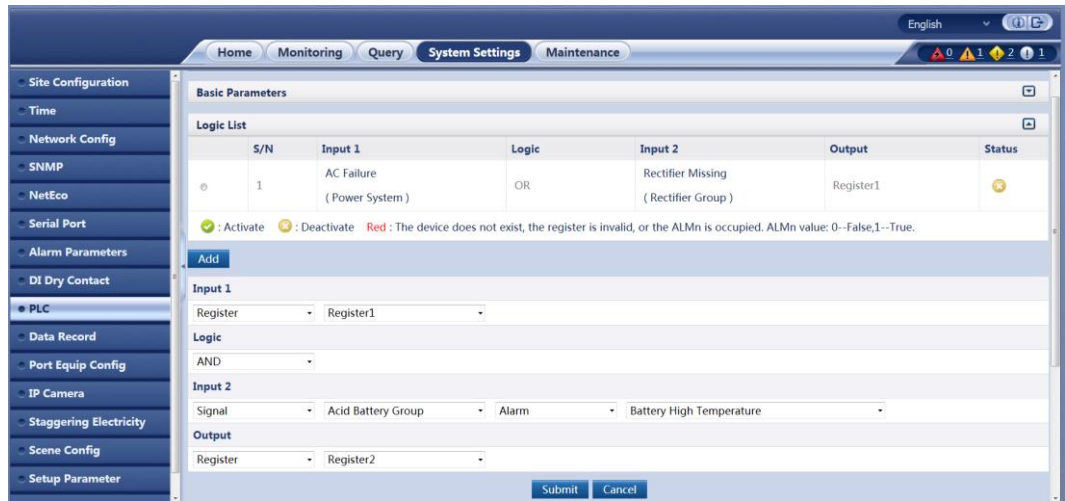 English
Home Monitoring Query System Settings Maintenance
0 1 2 1
Site Configuration
Time
Network Config
SNMP
NetEco
Serial Port
Alarm Parameters
DI Dry Contact
PLC
Data Record
Port Equip Config
IP Camera
Staggering Electricity
Scene Config
Setup Parameter
Basic Parameters
Logic List
S/N Input 1 Logic Input 2 Output Status
1 AC Failure ( Power System ) OR Rectifier Missing ( Rectifier Group ) Register1
: Activate : Deactivate Red : The device does not exist, the register is invalid, or the ALMn is occupied. ALMn value: 0--False,1--True.
Add
Input 1
Register Register1
Logic
AND
Input 2
Signal Acid Battery Group Alarm Battery High Temperature
Output
Register Register2
Submit Cancel